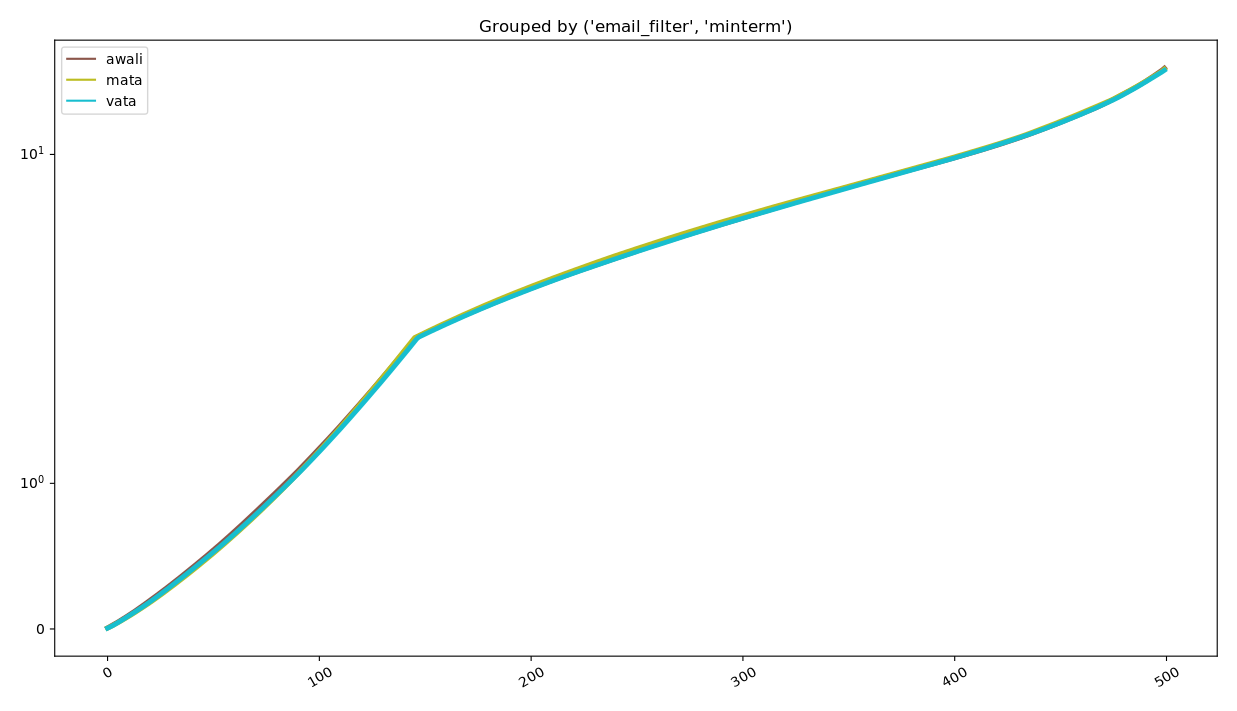 Grouped by ('email_filter', 'minterm')
awali
mata
vata
10¹
10⁰
0
0
100
200
300
400
500